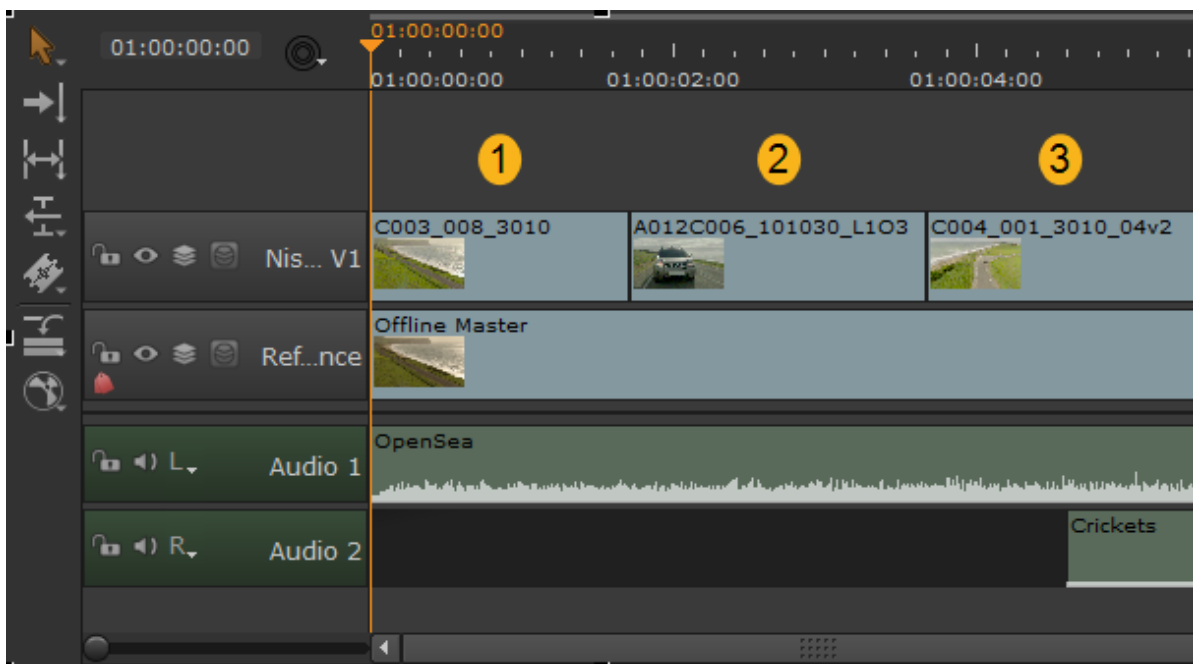 01:00:00:00
01:00:00:00
01:00:00:00 01:00:02:00 01:00:04:00
1 2 3
C003_008_3010 A012C006_101030_L1O3 C004_001_3010_04v2
Nis... V1
Offline Master
Ref...nce
OpenSea
L Audio 1
Crickets
R Audio 2